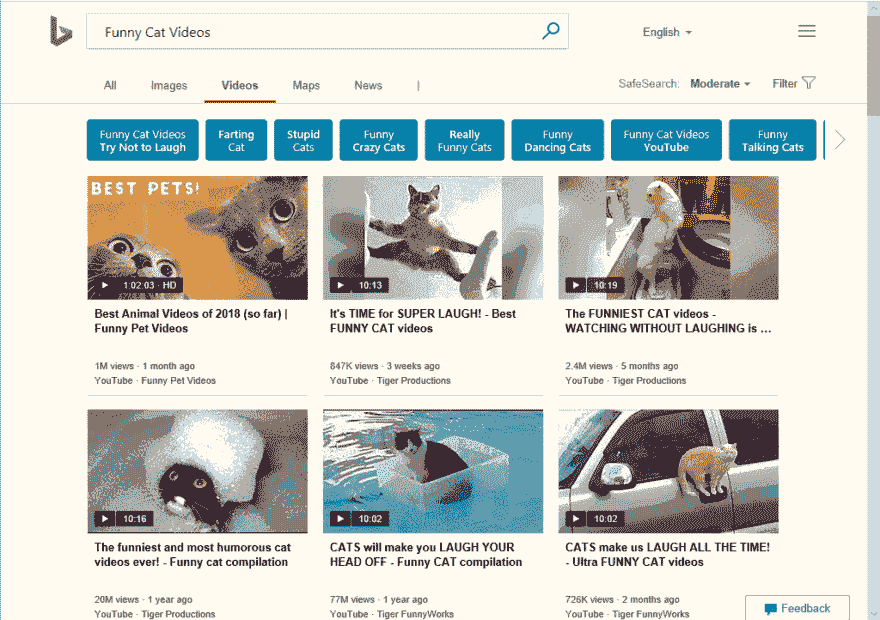 Funny Cat Videos
English
All Images Videos Maps News |
SafeSearch: Moderate Filter
Funny Cat Videos
Try Not to Laugh
Farting
Cat
Stupid
Cats
Funny
Crazy Cats
Really
Funny Cats
Funny
Dancing Cats
Funny Cat Videos
YouTube
Funny
Talking Cats
BEST PETS!
1:02:03 · HD
Best Animal Videos of 2018 (so far) |
Funny Pet Videos
1M views · 1 month ago
YouTube · Funny Pet Videos
10:13
It's TIME for SUPER LAUGH! - Best
FUNNY CAT videos
847K views · 3 weeks ago
YouTube · Tiger Productions
10:19
The FUNNIEST CAT videos -
WATCHING WITHOUT LAUGHING is ...
2.4M views · 5 months ago
YouTube · Tiger Productions
10:16
The funniest and most humorous cat
videos ever! - Funny cat compilation
20M views · 1 year ago
YouTube · Tiger Productions
10:02
CATS will make you LAUGH YOUR
HEAD OFF - Funny CAT compilation
77M views · 1 year ago
YouTube · Tiger FunnyWorks
10:02
CATS make us LAUGH ALL THE TIME!
- Ultra FUNNY CAT videos
726K views · 2 months ago
YouTube · Tiger FunnyWorks
Feedback